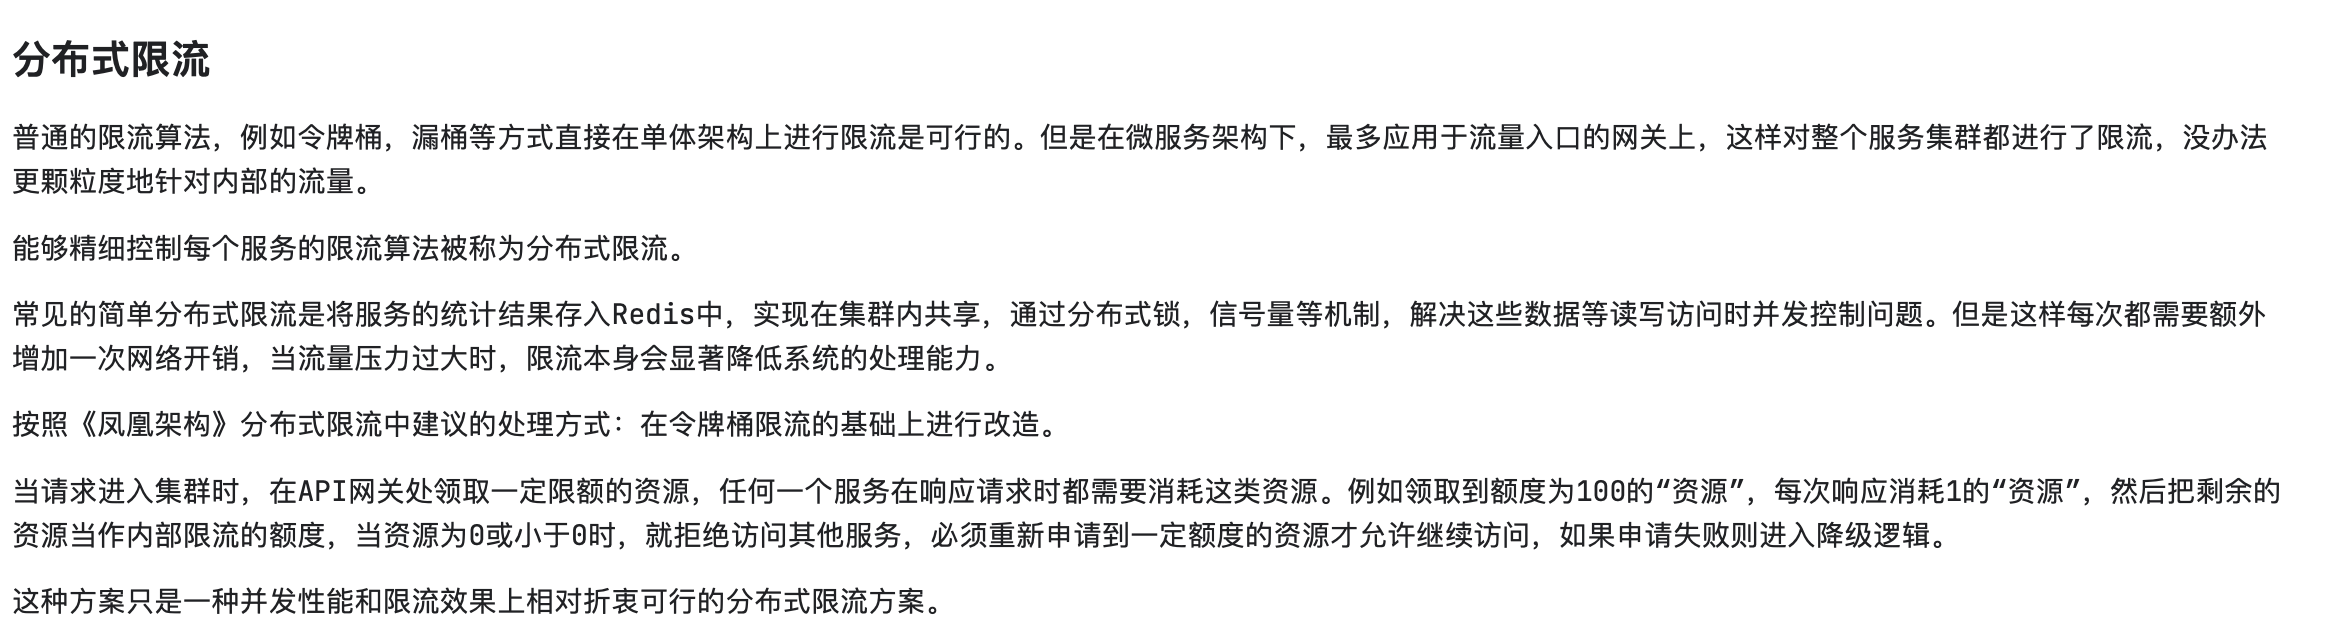 分布式限流
普通的限流算法，例如令牌桶，漏桶等方式直接在单体架构上进行限流是可行的。但是在微服务架构下，最多应用于流量入口的网关上，这样对整个服务集群都进行了限流，没办法
更颗粒度地针对内部的流量。
能够精细控制每个服务的限流算法被称为分布式限流。
常见的简单分布式限流是将服务的统计结果存入Redis中，实现在集群内共享，通过分布式锁，信号量等机制，解决这些数据等读写访问时并发控制问题。但是这样每次都需要额外
增加一次网络开销，当流量压力过大时，限流本身会显著降低系统的处理能力。
按照《凤凰架构》分布式限流中建议的处理方式：在令牌桶限流的基础上进行改造。
当请求进入集群时，在API网关处领取一定限额的资源，任何一个服务在响应请求时都需要消耗这类资源。例如领取到额度为100的“资源”，每次响应消耗1的“资源”，然后把剩余的
资源当作内部限流的额度，当资源为0或小于0时，就拒绝访问其他服务，必须重新申请到一定额度的资源才允许继续访问，如果申请失败则进入降级逻辑。
这种方案只是一种并发性能和限流效果上相对折衷可行的分布式限流方案。